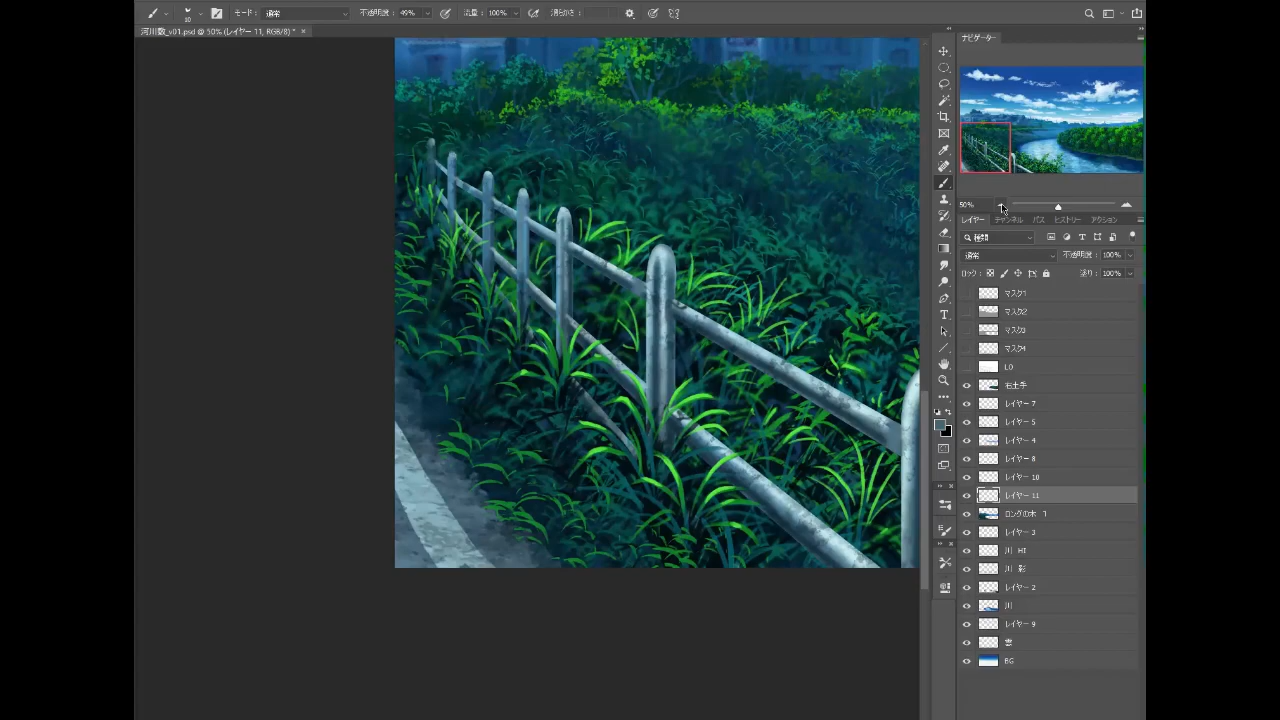 モード： 通常 不透明度： 49% 流量： 100% 滑らかさ：
30
河川敷_v01.psd @ 50% (レイヤー 11, RGB/8) * ×
ナビゲーター
50%
レイヤー チャンネル パス ヒストリー アクション
種類
通常 不透明度： 100%
ロック： 塗り： 100%
マスク1
マスク2
マスク3
マスク4
LO
右土手
レイヤー 7
レイヤー 5
レイヤー 4
レイヤー 8
レイヤー 10
レイヤー 11
ロングの木 1
レイヤー 3
川 HI
川 影
レイヤー 2
川
レイヤー 9
雲
BG